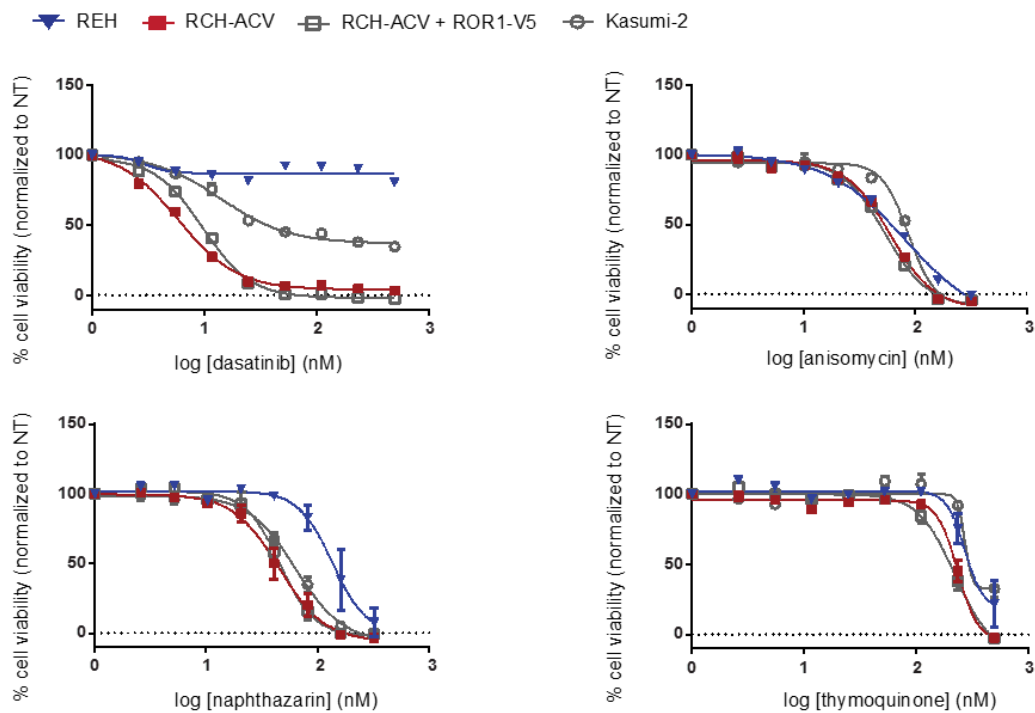 REH RCH-ACV RCH-ACV + ROR1-V5 Kasumi-2
% cell viability (normalized to NT)
150
100
50
0
0 1 2 3
log [dasatinib] (nM)
% cell viability (normalized to NT)
150
100
50
0
0 1 2 3
log [anisomycin] (nM)
% cell viability (normalized to NT)
150
100
50
0
0 1 2 3
log [naphthazarin] (nM)
% cell viability (normalized to NT)
150
100
50
0
0 1 2 3
log [thymoquinone] (nM)